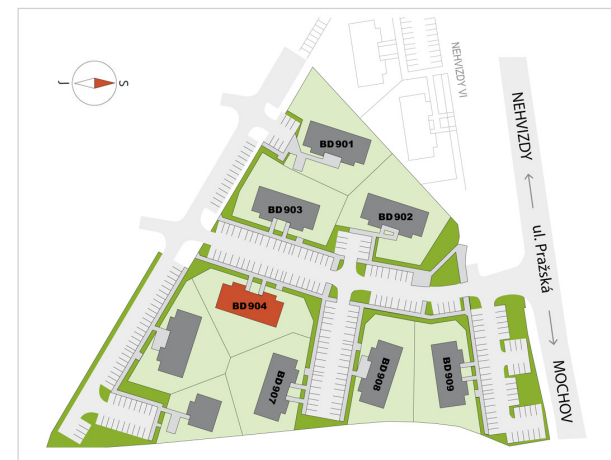 NEHVIZDY VI
NEHVIZDY
ul. Pražská
MOCHOV
J
S
BD 901
BD 903
BD 902
BD 904
BD 907
BD 908
BD 909